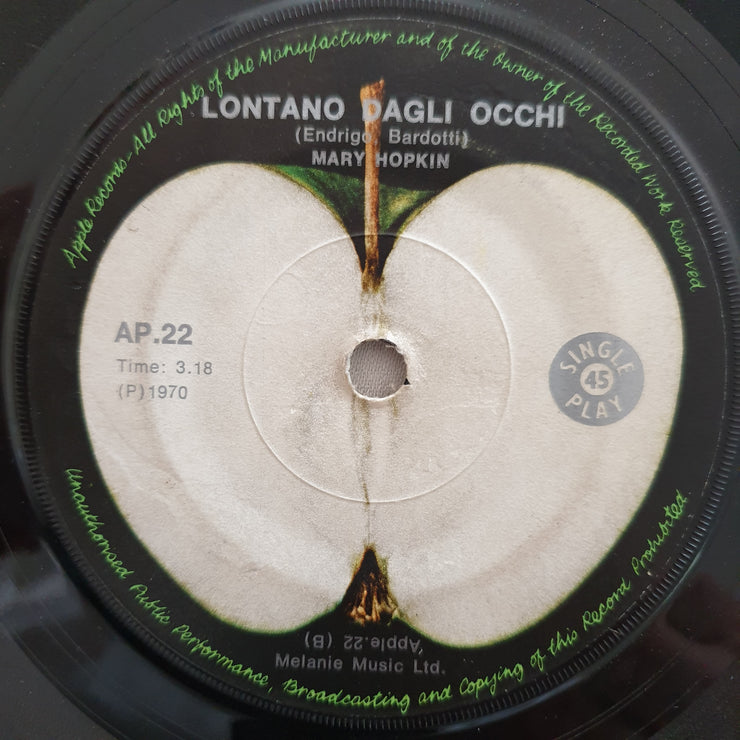 Apple Records - All Rights of the Manufacturer and of the Owner of the Recorded Work Reserved
LONTANO DAGLI OCCHI
(Endrigo, Bardotti)
MARY HOPKIN
AP.22
Time: 3.18
(P)1970
SINGLE
45
PLAY
Apple.22 (B)
Melanie Music Ltd.
Unauthorised Public Performance, Broadcasting and Copying of this Record Prohibited.